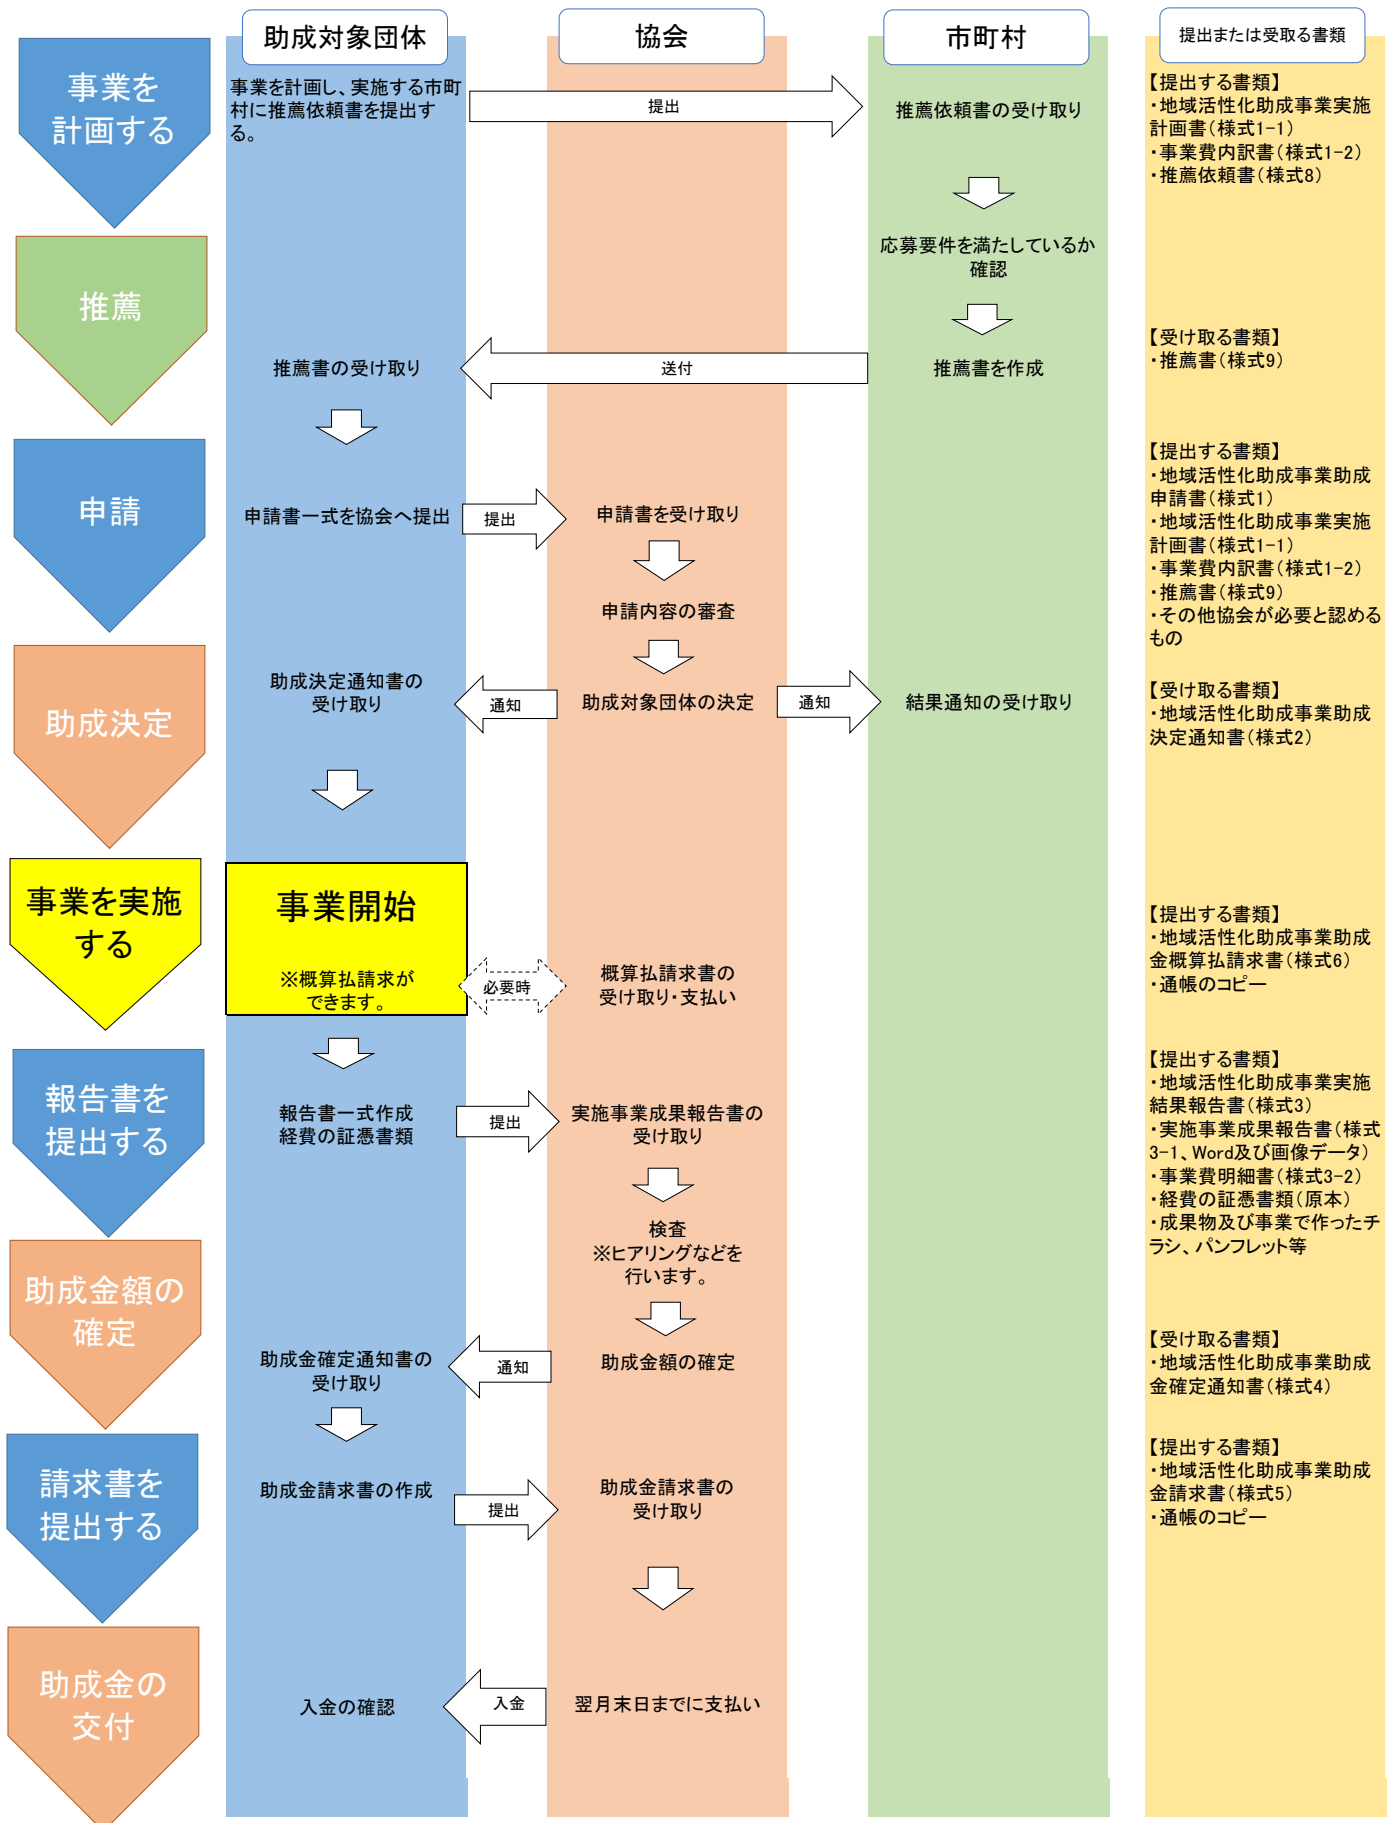 助成対象団体
協会
市町村
提出または受取る書類
事業を
計画する
事業を計画し、実施する市町
村に推薦依頼書を提出す
る。
提出
推薦依頼書の受け取り
【提出する書類】
・地域活性化助成事業実施
計画書(様式1-1)
・事業費内訳書(様式1-2)
・推薦依頼書(様式8)
推薦
応募要件を満たしているか
確認
推薦書の受け取り
送付
推薦書を作成
【受け取る書類】
・推薦書(様式9)
申請
申請書一式を協会へ提出
提出
申請書を受け取り
申請内容の審査
【提出する書類】
・地域活性化助成事業助成
申請書(様式1)
・地域活性化助成事業実施
計画書(様式1-1)
・事業費内訳書(様式1-2)
・推薦書(様式9)
・その他協会が必要と認める
もの
助成決定
助成決定通知書の
受け取り
通知
助成対象団体の決定
通知
結果通知の受け取り
【受け取る書類】
・地域活性化助成事業助成
決定通知書(様式2)
事業を実施
する
事業開始
※概算払請求が
できます。
必要時
概算払請求書の
受け取り・支払い
【提出する書類】
・地域活性化助成事業助成
金概算払請求書(様式6)
・通帳のコピー
報告書を
提出する
報告書一式作成
経費の証憑書類
提出
実施事業成果報告書の
受け取り
検査
※ヒアリングなどを
行います。
【提出する書類】
・地域活性化助成事業実施
結果報告書(様式3)
・実施事業成果報告書(様式
3-1、Word及び画像データ)
・事業費明細書(様式3-2)
・経費の証憑書類(原本)
・成果物及び事業で作ったチ
ラシ、パンフレット等
助成金額の
確定
助成金確定通知書の
受け取り
通知
助成金額の確定
【受け取る書類】
・地域活性化助成事業助成
金確定通知書(様式4)
請求書を
提出する
助成金請求書の作成
提出
助成金請求書の
受け取り
【提出する書類】
・地域活性化助成事業助成
金請求書(様式5)
・通帳のコピー
助成金の
交付
入金の確認
入金
翌月末日までに支払い